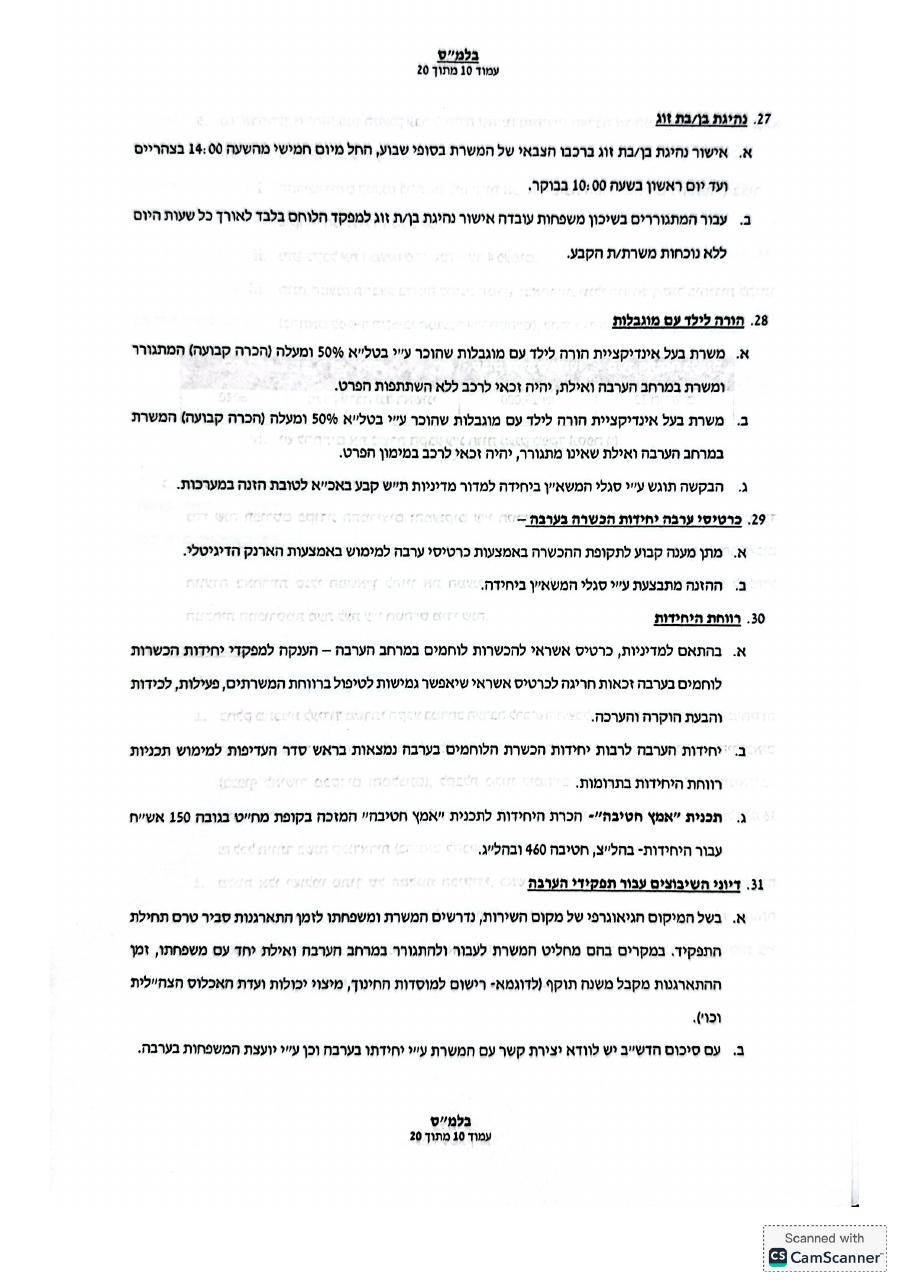 בלמ"ס
עמוד 10 מתוך 20
27. נהיגת בן/בת זוג
א. אישור נהיגת בן/בת זוג ברכבו הצבאי של המשרת בסופי שבוע, החל מיום חמישי מהשעה 14:00 בצהריים
ועד יום ראשון בשעה 10:00 בבוקר.
ב. עבור המתגוררים בשיכון משפחות עובדה אישור נהיגת בן/ת זוג למפקד הלוחם בלבד לאורך כל שעות היום
ללא נוכחות משרת/ת הקבע.
28. הורה לילד עם מוגבלות
א. משרת בעל אינדיקציית הורה לילד עם מוגבלות שהוכר ע"י בטל"א 50% ומעלה (הכרה קבועה) המתגורר
ומשרת במרחב הערבה ואילת, יהיה זכאי לרכב ללא השתתפות הפרט.
ב. משרת בעל אינדיקציית הורה לילד עם מוגבלות שהוכר ע"י בטל"א 50% ומעלה (הכרה קבועה) המשרת
במרחב הערבה ואילת שאינו מתגורר, יהיה זכאי לרכב במימון הפרט.
ג. הבקשה תוגש ע"י סגלי המשא"ן ביחידה למדור מדיניות ת"ש קבע באכ"א לטובת הזנה במערכות.
29. כרטיסי ערבה יחידות הכשרה בערבה –
א. מתן מענה קבוע לתקופת ההכשרה באמצעות כרטיסי ערבה למימוש באמצעות הארנק הדיגיטלי.
ב. ההזנה מתבצעת ע"י סגלי המשא"ן ביחידה.
30. רווחת היחידות
א. בהתאם למדיניות, כרטיס אשראי להכשרות לוחמים במרחב הערבה – הענקה למפקדי יחידות הכשרות
לוחמים בערבה זכאות חריגה לכרטיס אשראי שיאפשר גמישות לטיפול ברווחת המשרתים, פעילות, לכידות
והבעת הוקרה והערכה.
ב. יחידות הערבה לרבות יחידות הכשרת הלוחמים בערבה נמצאות בראש סדר העדיפות למימוש תכניות
רווחת היחידות בתרומות.
ג. תכנית "אמץ חטיבה"- הכרת היחידות לתכנית "אמץ חטיבה" המזכה בקופת מח"ט בגובה 150 אש"ח
עבור היחידות- בהל"צ, חטיבה 460 ובהל"ג.
31. דיוני השיבוצים עבור תפקידי הערבה
א. בשל המיקום הגיאוגרפי של מקום השירות, נדרשים המשרת ומשפחתו לזמן התארגנות סביר טרם תחילת
התפקיד. במקרים בהם מחליט המשרת לעבור ולהתגורר במרחב הערבה ואילת יחד עם משפחתו, זמן
ההתארגנות מקבל משנה תוקף (לדוגמא- רישום למוסדות החינוך, מיצוי יכולות ועדת האכלוס הצה"לית
וכו').
ב. עם סיכום הדש"ב יש לוודא יצירת קשר עם המשרת ע"י יחידתו בערבה וכן ע"י יועצת המשפחות בערבה.
בלמ"ס
עמוד 10 מתוך 20
Scanned with
CS CamScanner